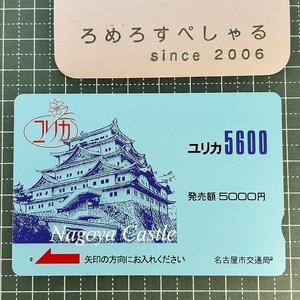 ろめろすぺしゃる
since 2006
ユリカ
ユリカ 5600
発売額 5000円
Nagoya Castle
矢印の方向にお入れください
名古屋市交通局